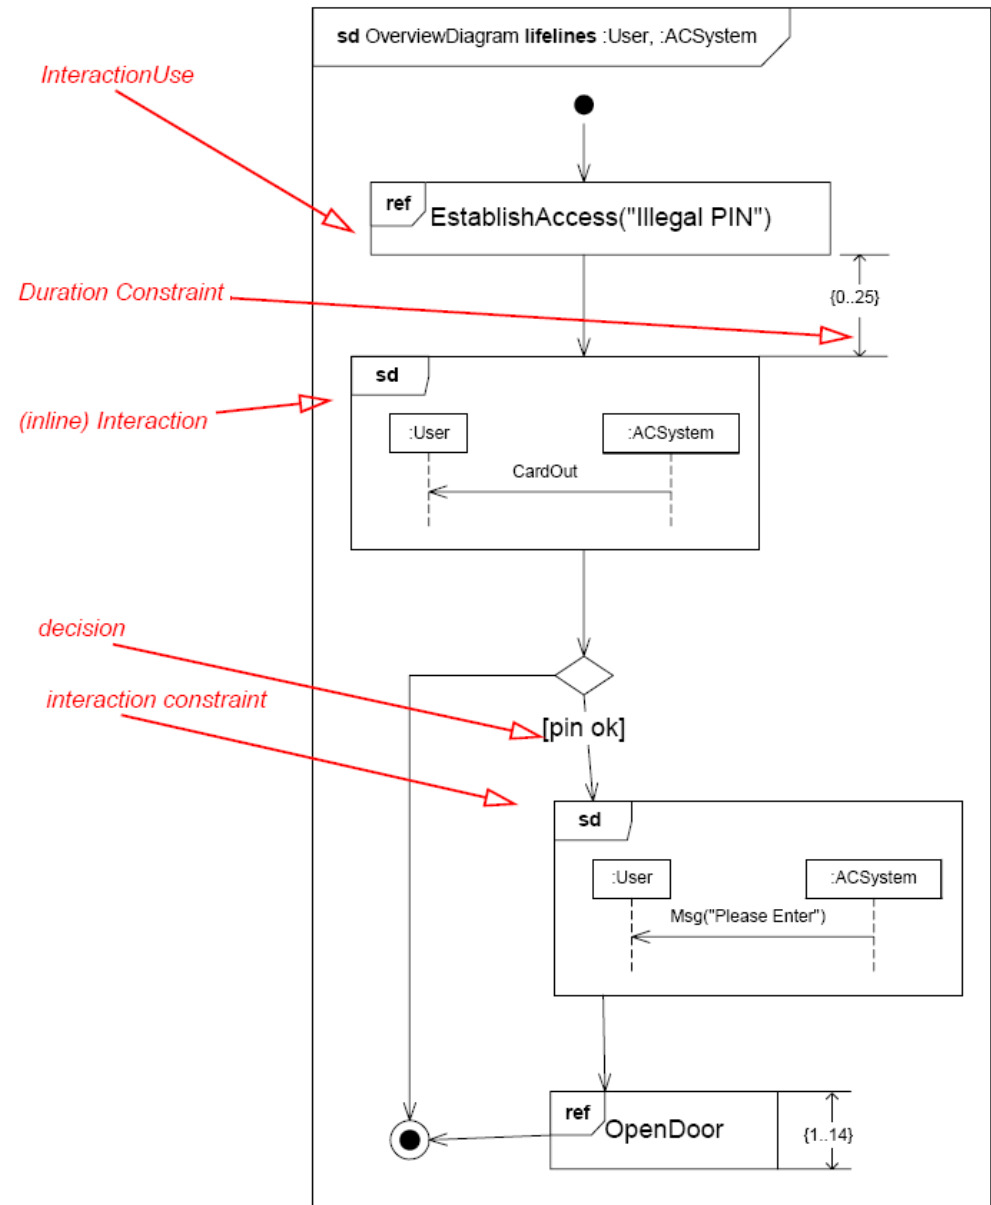 sd OverviewDiagram lifelines :User, :ACSystem
InteractionUse
ref
EstablishAccess("Illegal PIN")
Duration Constraint
{0..25}
sd
(inline) Interaction
:User
:ACSystem
CardOut
decision
interaction constraint
[pin ok]
sd
:User
:ACSystem
Msg("Please Enter")
ref
OpenDoor
{1..14}